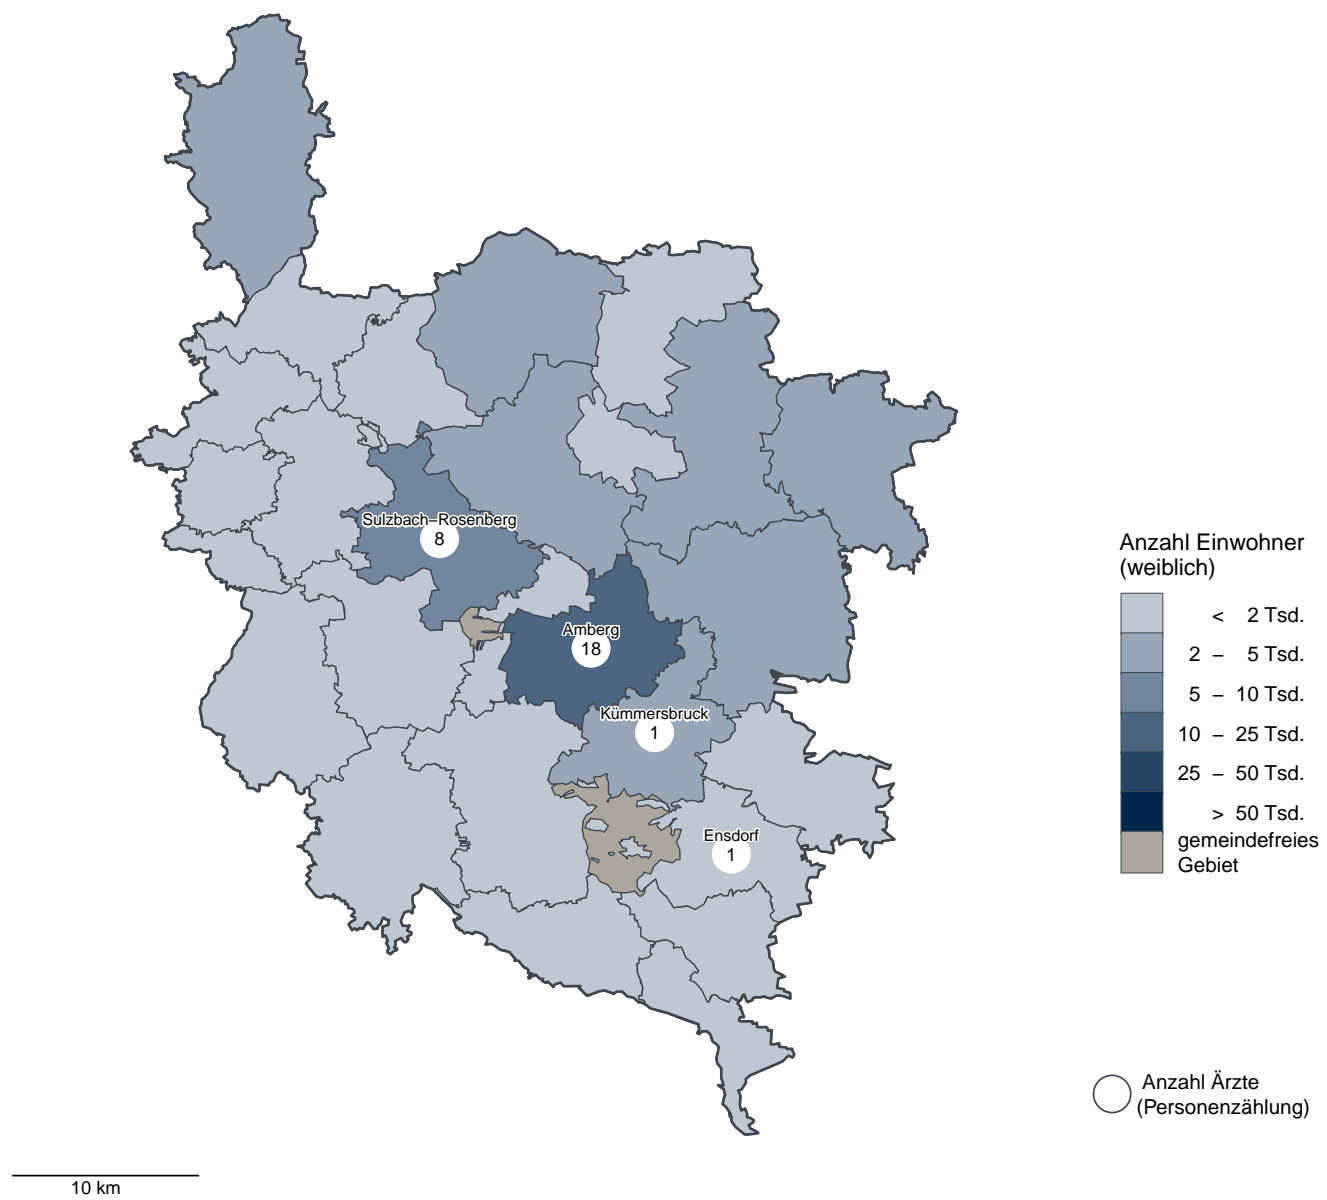 Sulzbach–Rosenberg
8
Amberg
18
Kümmersbruck
1
Ensdorf
1
Anzahl Einwohner
(weiblich)
< 2 Tsd.
2 – 5 Tsd.
5 – 10 Tsd.
10 – 25 Tsd.
25 – 50 Tsd.
> 50 Tsd.
gemeindefreies
Gebiet
Anzahl Ärzte
(Personenzählung)
10 km